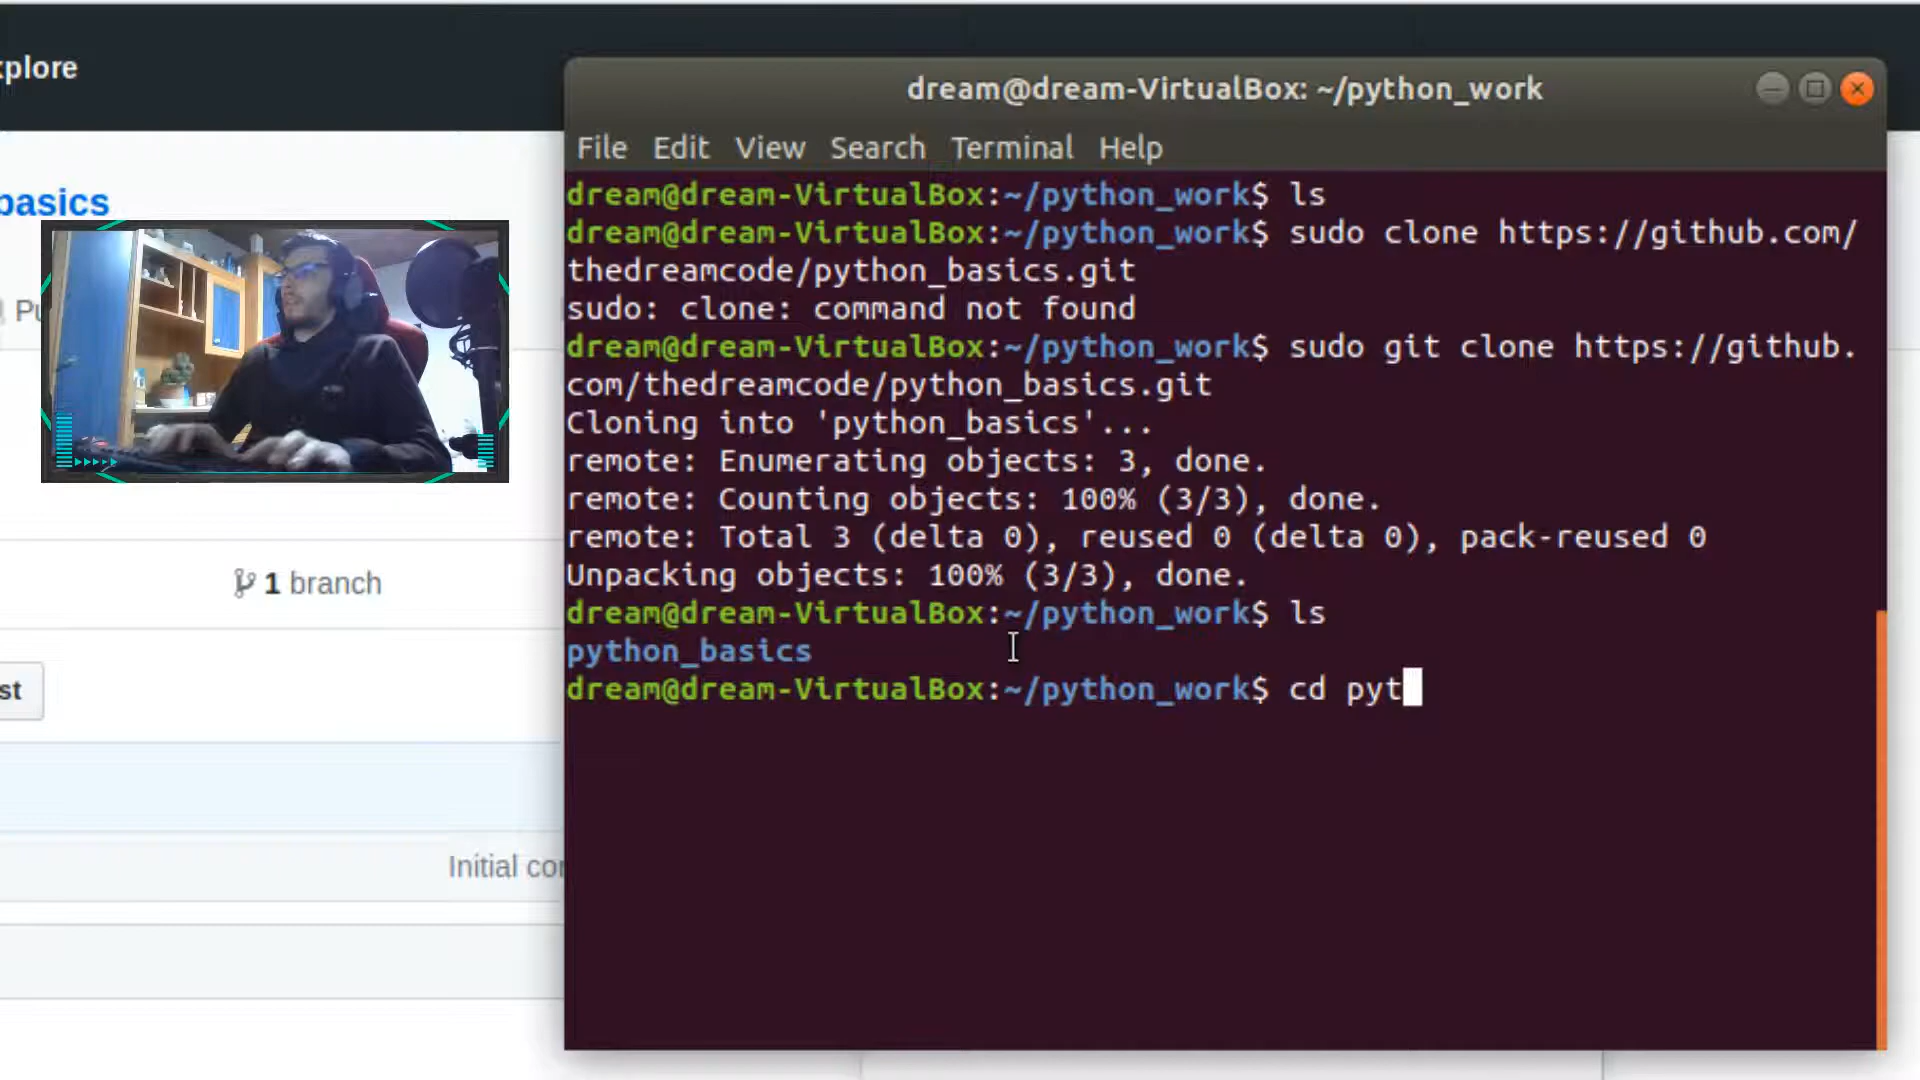 xplore
dream@dream-VirtualBox: ~/python_work
File Edit View Search Terminal Help
dream@dream-VirtualBox:~/python_work$ ls
dream@dream-VirtualBox:~/python_work$ sudo clone https://github.com/
thedreamcode/python_basics.git
sudo: clone: command not found
dream@dream-VirtualBox:~/python_work$ sudo git clone https://github.
com/thedreamcode/python_basics.git
Cloning into 'python_basics'...
remote: Enumerating objects: 3, done.
remote: Counting objects: 100% (3/3), done.
remote: Total 3 (delta 0), reused 0 (delta 0), pack-reused 0
Unpacking objects: 100% (3/3), done.
dream@dream-VirtualBox:~/python_work$ ls
python_basics
dream@dream-VirtualBox:~/python_work$ cd pyt
basics
Pu
1 branch
st
Initial cor